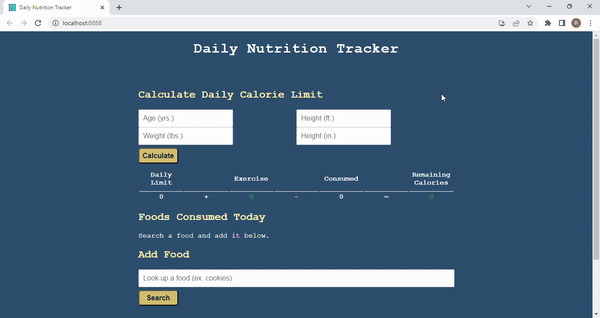 Daily Nutrition Tracker
localhost:8888
R
Daily Nutrition Tracker
Calculate Daily Calorie Limit
Age (yrs.) Height (ft.)
Weight (lbs.) Height (in.)
Calculate
Daily Limit Exercise Consumed Remaining Calories
0 + 0 - 0 = 0
Foods Consumed Today
Search a food and add it below.
Add Food
Look up a food (ex. cookies)
Search